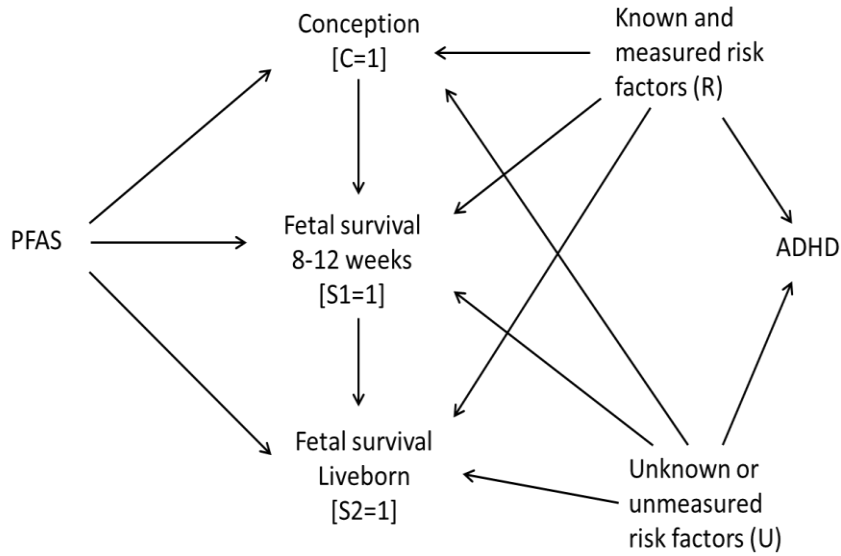 Conception
[C=1]
Known and
measured risk
factors (R)
PFAS
Fetal survival
8-12 weeks
[S1=1]
ADHD
Fetal survival
Liveborn
[S2=1]
Unknown or
unmeasured
risk factors (U)